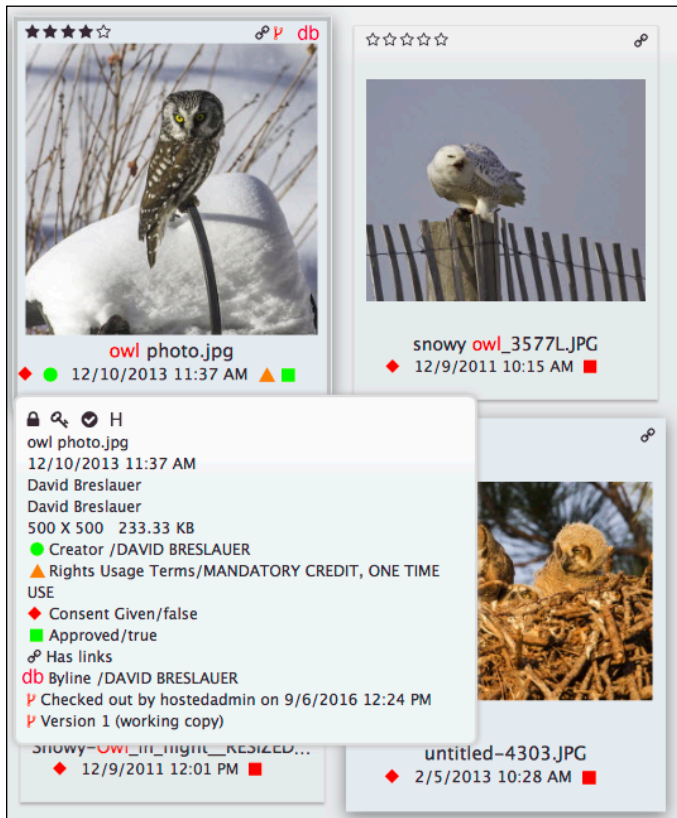 db
owl photo.jpg
12/10/2013 11:37 AM
snowy owl_3577L.JPG
12/9/2011 10:15 AM
H
owl photo.jpg
12/10/2013 11:37 AM
David Breslauer
David Breslauer
500 X 500 233.33 KB
Creator /DAVID BRESLAUER
Rights Usage Terms/MANDATORY CREDIT, ONE TIME
USE
Consent Given/false
Approved/true
Has links
db Byline /DAVID BRESLAUER
Checked out by hostedadmin on 9/6/2016 12:24 PM
Version 1 (working copy)
Snowy-Owl_in_flight__RESIZED...
12/9/2011 12:01 PM
untitled-4303.JPG
2/5/2013 10:28 AM